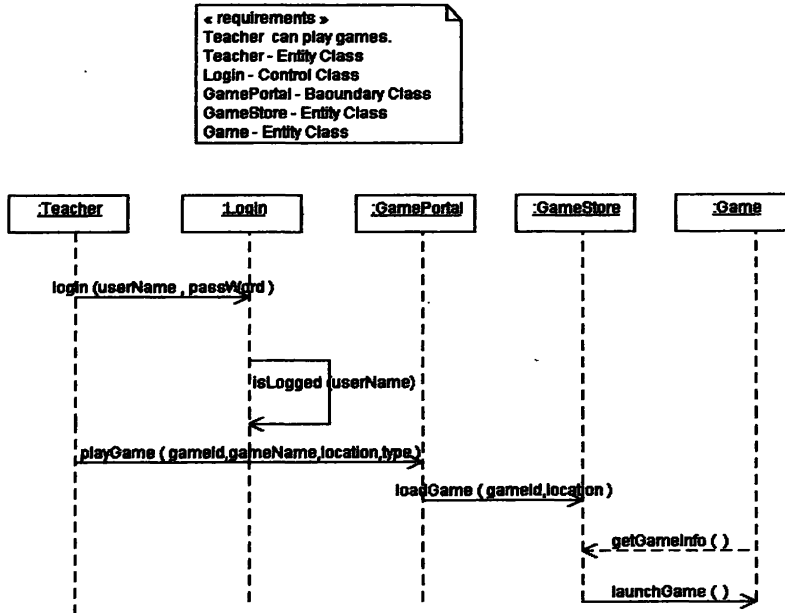 « requirements »
Teacher can play games.
Teacher - Entity Class
Login - Control Class
GamePortal - Baoundary Class
GameStore - Entity Class
Game - Entity Class
:Teacher
:Login
:GamePortal
:GameStore
:Game
login (userName , passWord )
isLogged (userName)
playGame ( gameId,gameName,location,type )
loadGame ( gameId,location )
getGameInfo ( )
launchGame ( )